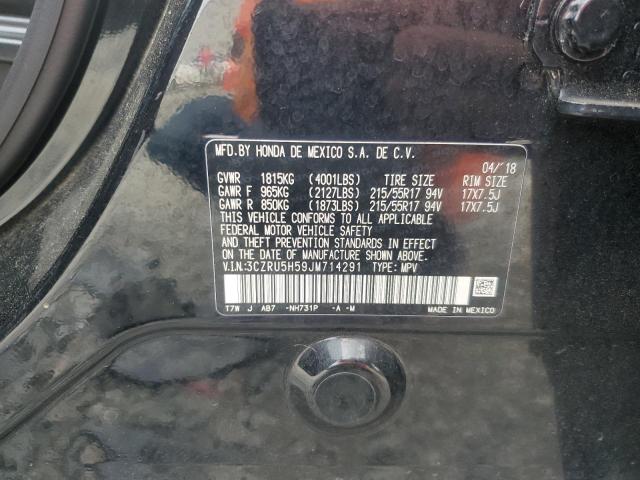 MFD. BY HONDA DE MEXICO S.A. DE C.V.
04/'18
GVWR 1815KG (4001LBS) TIRE SIZE RIM SIZE
GAWR F 965KG (2127LBS) 215/55R17 94V 17X7.5J
GAWR R 850KG (1873LBS) 215/55R17 94V 17X7.5J
THIS VEHICLE CONFORMS TO ALL APPLICABLE
FEDERAL MOTOR VEHICLE SAFETY
AND THEFT PREVENTION STANDARDS IN EFFECT
ON THE DATE OF MANUFACTURE SHOWN ABOVE.
V.I.N:3CZRU5H59JM714291 TYPE: MPV
T7W J AB7 -NH731P -A -M MADE IN MEXICO